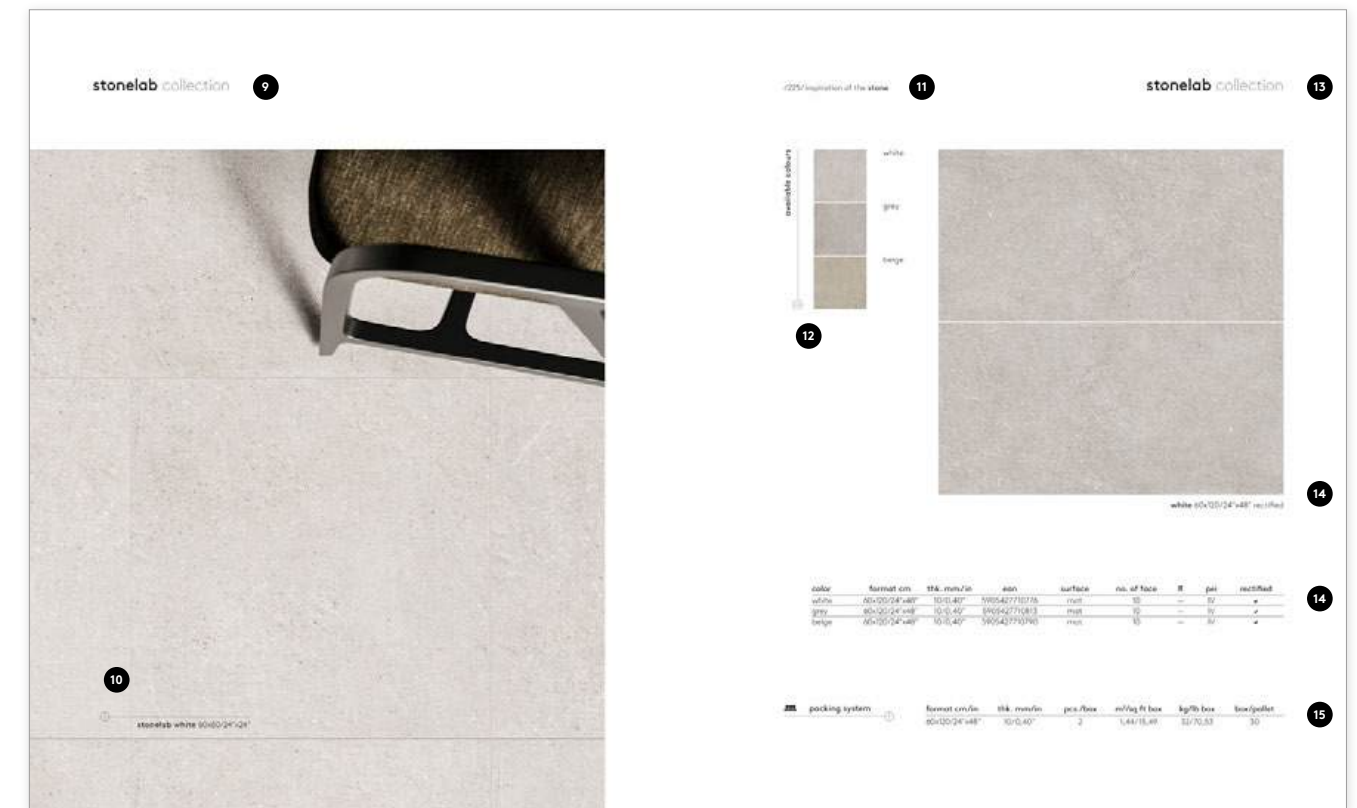 stonelab collection 9
/225/ inspiration of the stone 11
stonelab collection 13
available colours
white
grey
beige
12
14
white 60x120/24"x48" rectified
color format cm thk. mm/in ean surface no. of face R pei rectified 14
white 60x120/24"x48" 10/0,40" 5905427710776 mat 10 – IV
grey 60x120/24"x48" 10/0,40" 5905427710813 mat 10 – IV
beige 60x120/24"x48" 10/0,40" 5905427710790 mat 10 – IV
10
stonelab white 60x60/24"x24"
packing system format cm/in thk. mm/in pcs./box m²/sq ft box kg/lb box box/pallet 15
60x120/24"x48" 10/0,40" 2 1,44/15,49 32/70,53 30